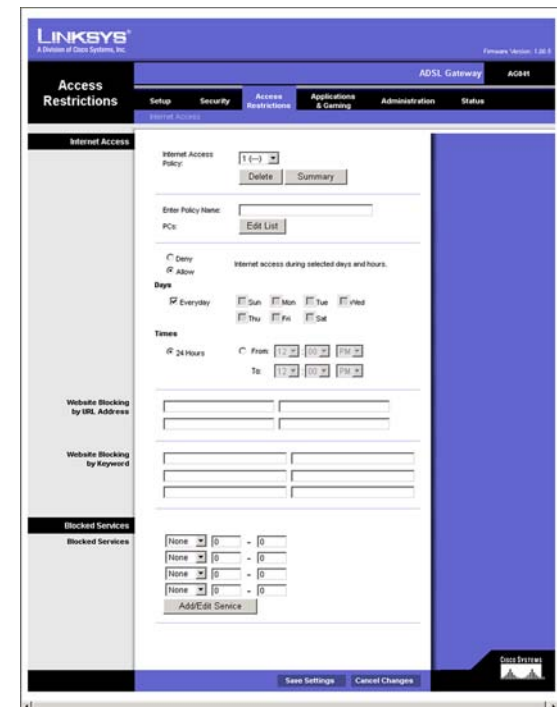 LINKSYS®
A Division of Cisco Systems, Inc.
ADSL Gateway AG041
Access Restrictions
Setup Security Access Restrictions Applications & Gaming Administration Status
Internet Access
Internet Access
Internet Access Policy: 1 (---)
Delete Summary
Enter Policy Name:
PCs: Edit List
Deny
Allow
Internet access during selected days and hours.
Days
Everyday Sun Mon Tue Wed
Thu Fri Sat
Times
24 Hours From: 12 : 00 PM
To: 12 : 00 PM
Website Blocking by URL Address
Website Blocking by Keyword
Blocked Services
Blocked Services
None 0 - 0
None 0 - 0
None 0 - 0
None 0 - 0
Add/Edit Service
Save Settings Cancel Changes
Cisco Systems